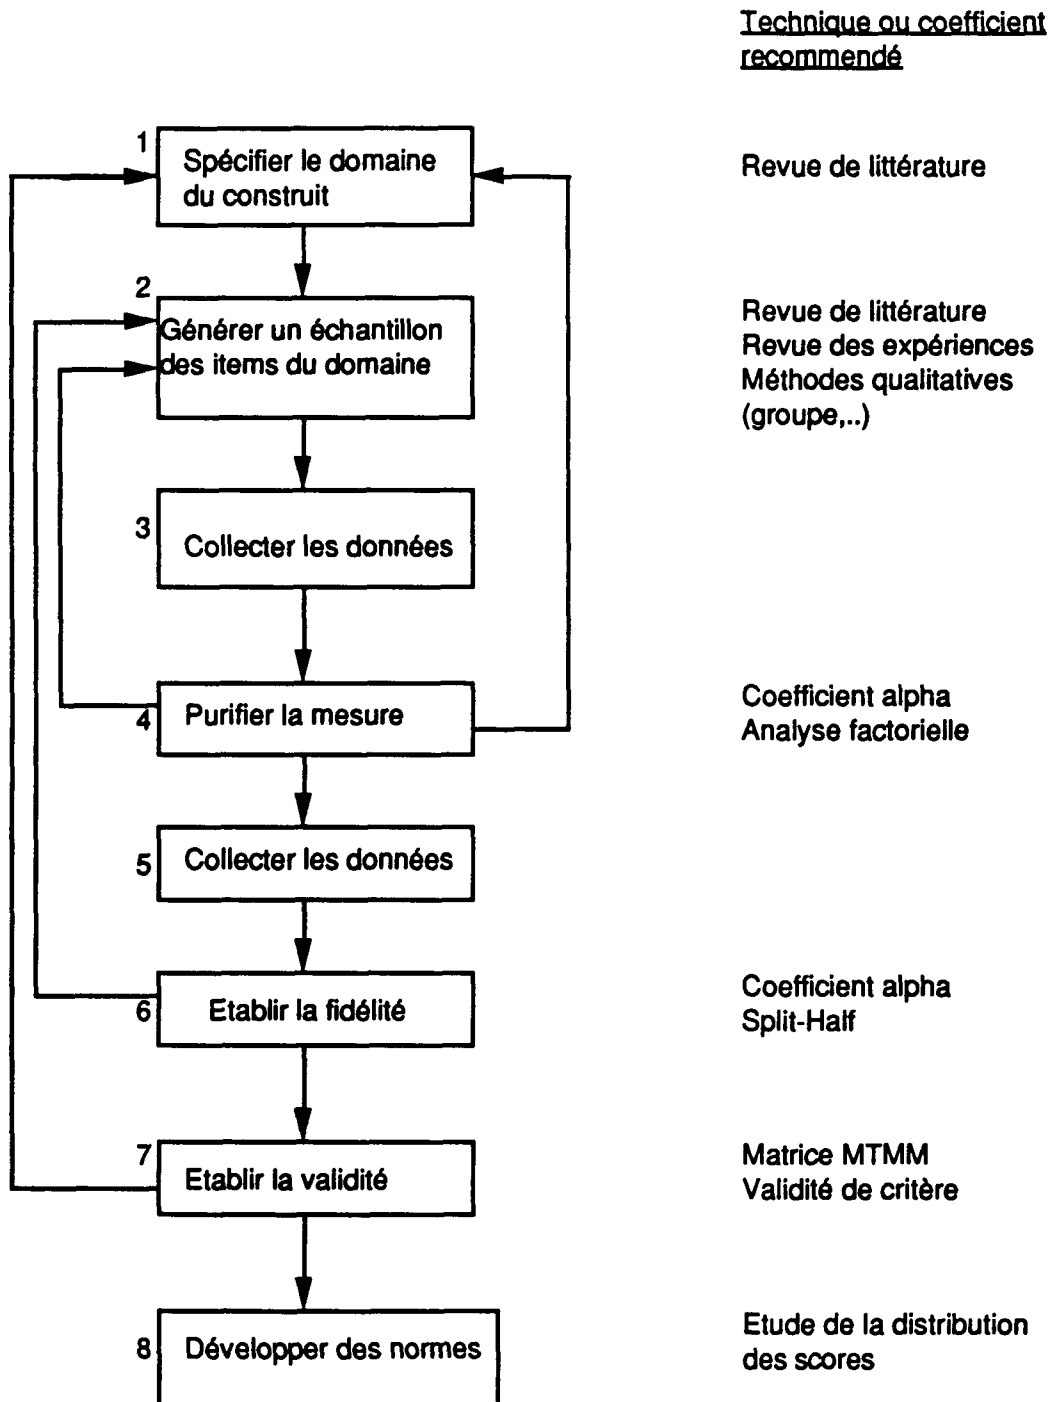 Technique ou coefficient
recommendé
1
Spécifier le domaine
du construit
Revue de littérature
2
Générer un échantillon
des items du domaine
Revue de littérature
Revue des expériences
Méthodes qualitatives
(groupe,..)
3
Collecter les données
4
Purifier la mesure
Coefficient alpha
Analyse factorielle
5
Collecter les données
6
Etablir la fidélité
Coefficient alpha
Split-Half
7
Etablir la validité
Matrice MTMM
Validité de critère
8
Développer des normes
Etude de la distribution
des scores